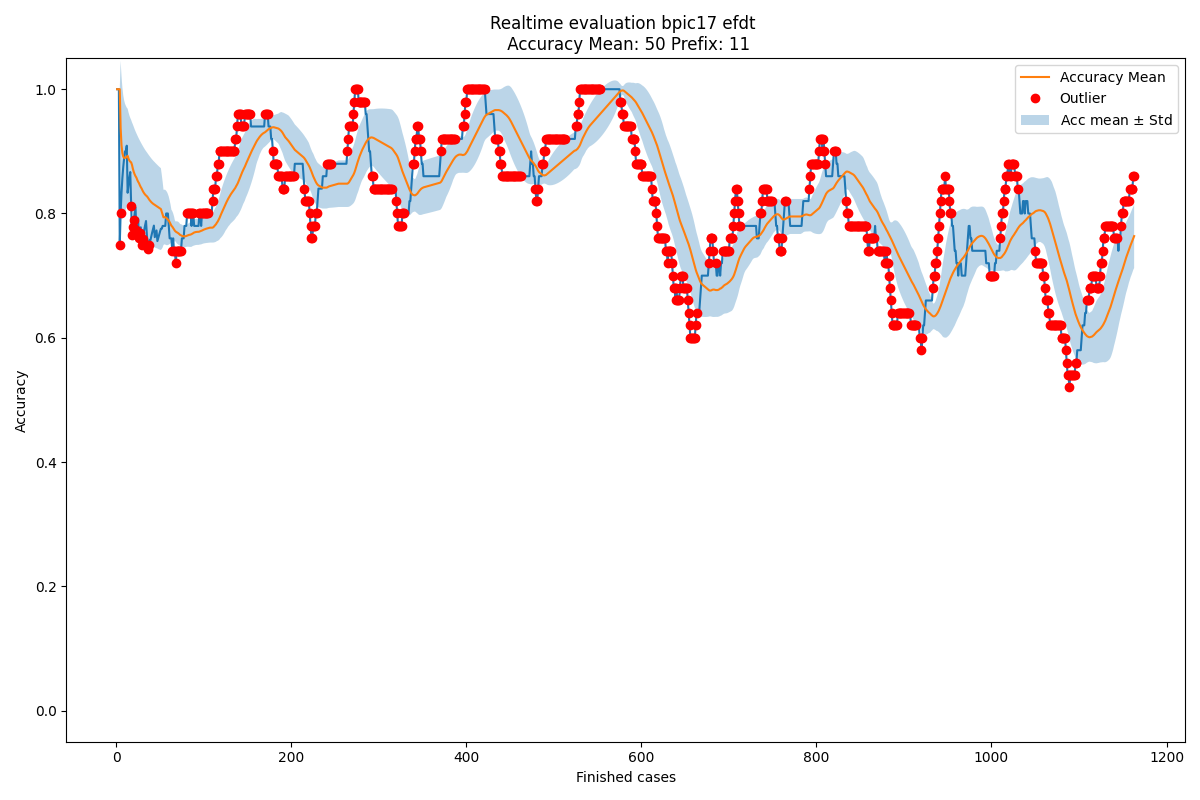 Realtime evaluation bpic17 efdt
Accuracy Mean: 50 Prefix: 11
Accuracy Mean
Outlier
Acc mean ± Std
1.0
0.8
0.6
0.4
0.2
0.0
Accuracy
0 200 400 600 800 1000 1200
Finished cases